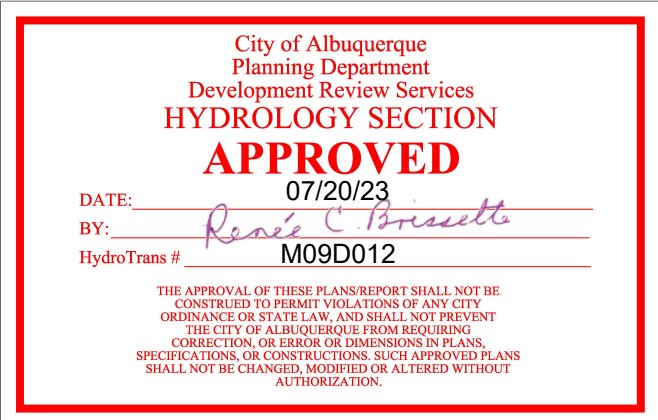 City of Albuquerque
Planning Department
Development Review Services
HYDROLOGY SECTION
APPROVED
DATE: 07/20/23
BY: Renée C. Brissette
HydroTrans # M09D012
THE APPROVAL OF THESE PLANS/REPORT SHALL NOT BE
CONSTRUED TO PERMIT VIOLATIONS OF ANY CITY
ORDINANCE OR STATE LAW, AND SHALL NOT PREVENT
THE CITY OF ALBUQUERQUE FROM REQUIRING
CORRECTION, OR ERROR OR DIMENSIONS IN PLANS,
SPECIFICATIONS, OR CONSTRUCTIONS. SUCH APPROVED PLANS
SHALL NOT BE CHANGED, MODIFIED OR ALTERED WITHOUT
AUTHORIZATION.